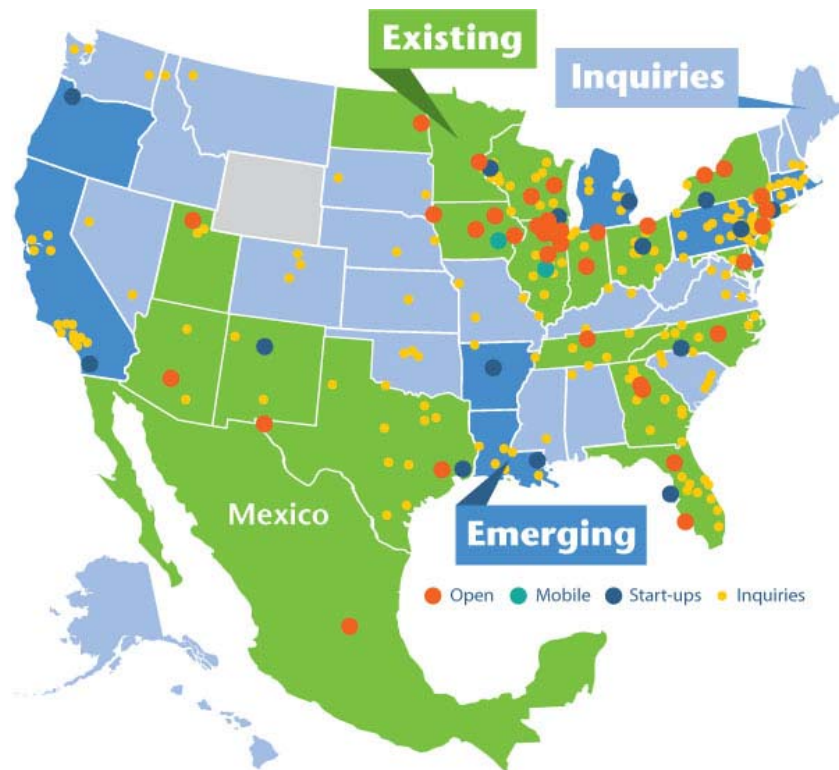 Existing
Inquiries
Mexico
Emerging
Open
Mobile
Start-ups
Inquiries